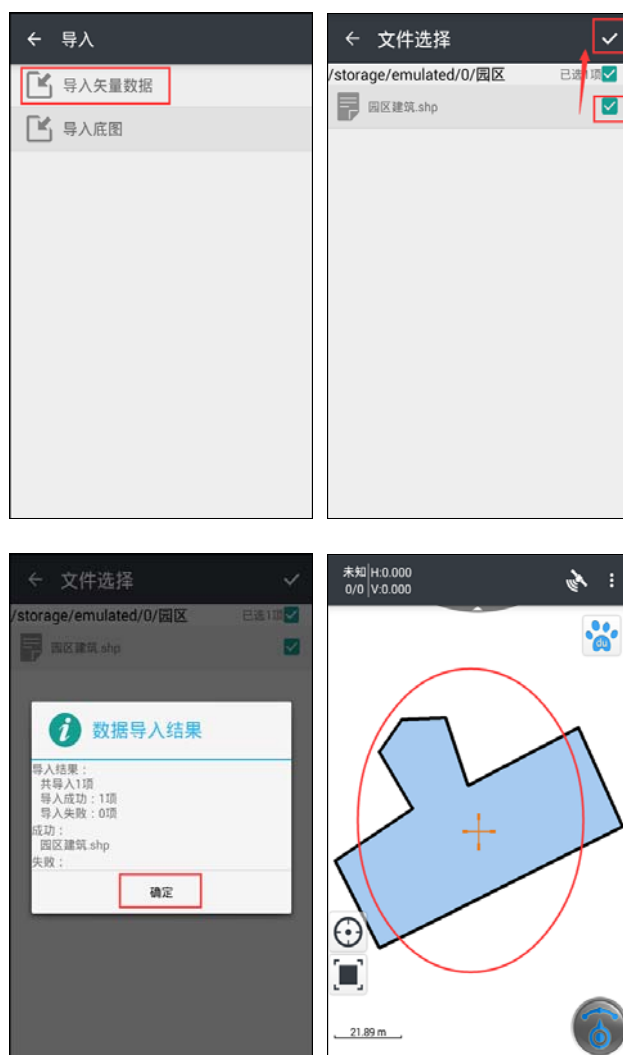 导入
导入矢量数据
导入底图
文件选择
/storage/emulated/0/园区
已选1项
园区建筑.shp
文件选择
/storage/emulated/0/园区
已选1项
园区建筑.shp
数据导入结果
导入结果：
共导入1项
导入成功：1项
导入失败：0项
成功：
园区建筑.shp
失败：
确定
未知 H:0.000
0/0 V:0.000
du
21.89 m